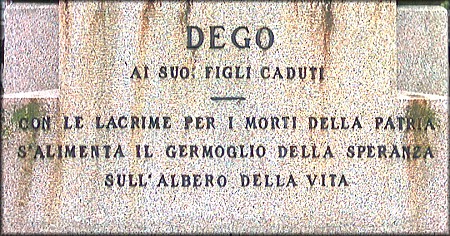 DEGO
AI SUOI FIGLI CADUTI
CON LE LACRIME PER I MORTI DELLA PATRIA
S'ALIMENTA IL GERMOGLIO DELLA SPERANZA
SULL'ALBERO DELLA VITA